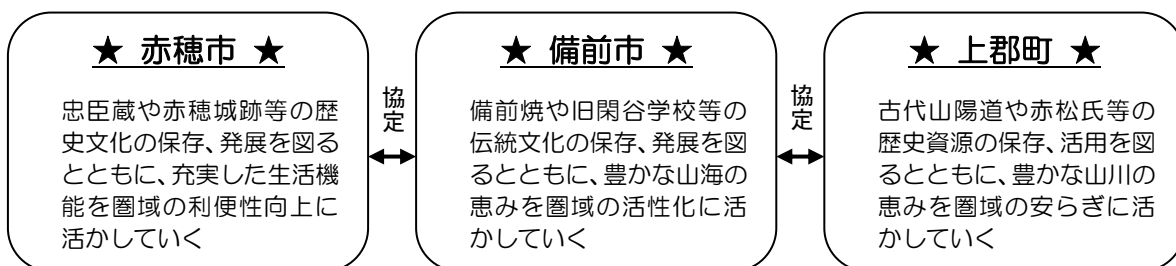 ★ 赤穂市 ★
忠臣蔵や赤穂城跡等の歴
史文化の保存、発展を図る
とともに、充実した生活機
能を圏域の利便性向上に
活かしていく
協定
★ 備前市 ★
備前焼や旧閑谷学校等の
伝統文化の保存、発展を図
るとともに、豊かな山海の
恵みを圏域の活性化に活
かしていく
協定
★ 上郡町 ★
古代山陽道や赤松氏等の
歴史資源の保存、活用を図
るとともに、豊かな山川の
恵みを圏域の安らぎに活
かしていく